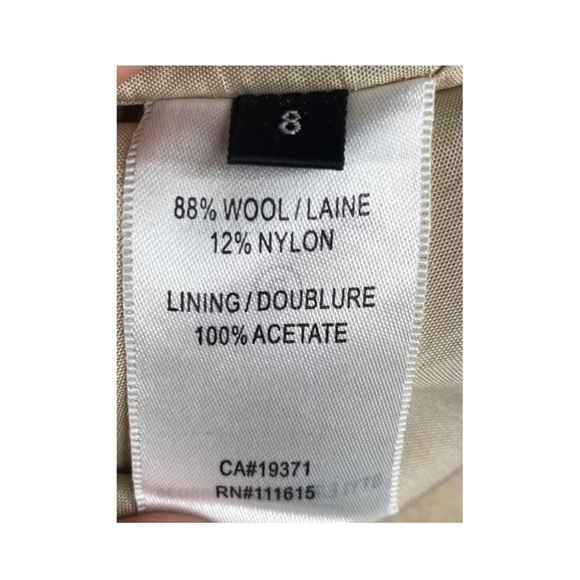 8
88% WOOL / LAINE
12% NYLON
LINING / DOUBLURE
100% ACETATE
CA#19371
RN#111615